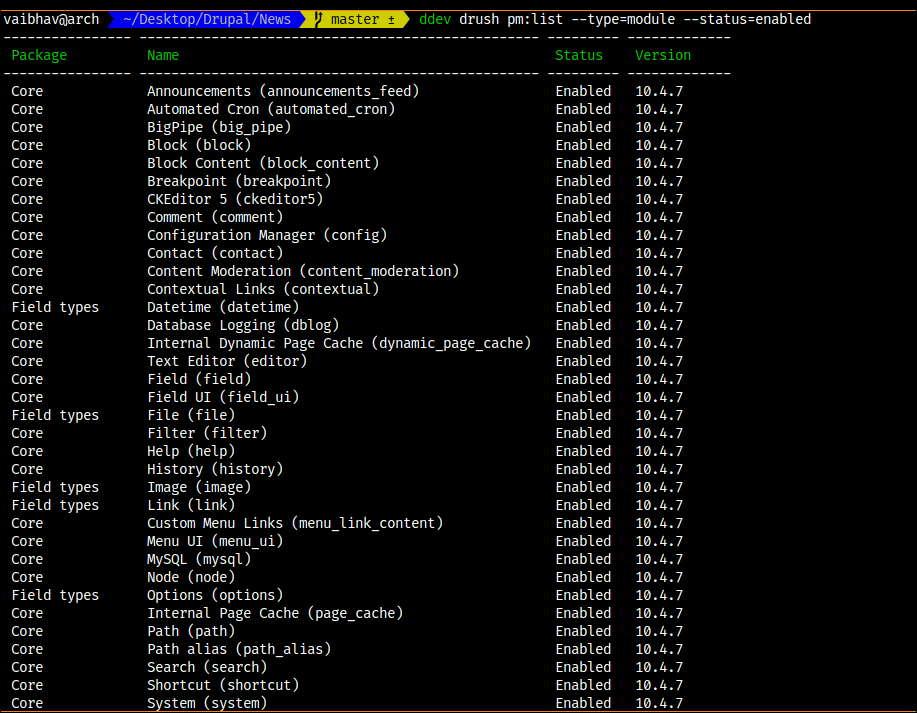 vaibhav@arch ~/Desktop/Drupal/News master ± ddev drush pm:list --type=module --status=enabled
---------------- -------------------------------------------------- --------- -------------
Package Name Status Version
---------------- -------------------------------------------------- --------- -------------
Core Announcements (announcements_feed) Enabled 10.4.7
Core Automated Cron (automated_cron) Enabled 10.4.7
Core BigPipe (big_pipe) Enabled 10.4.7
Core Block (block) Enabled 10.4.7
Core Block Content (block_content) Enabled 10.4.7
Core Breakpoint (breakpoint) Enabled 10.4.7
Core CKEditor 5 (ckeditor5) Enabled 10.4.7
Core Comment (comment) Enabled 10.4.7
Core Configuration Manager (config) Enabled 10.4.7
Core Contact (contact) Enabled 10.4.7
Core Content Moderation (content_moderation) Enabled 10.4.7
Core Contextual Links (contextual) Enabled 10.4.7
Field types Datetime (datetime) Enabled 10.4.7
Core Database Logging (dblog) Enabled 10.4.7
Core Internal Dynamic Page Cache (dynamic_page_cache) Enabled 10.4.7
Core Text Editor (editor) Enabled 10.4.7
Core Field (field) Enabled 10.4.7
Core Field UI (field_ui) Enabled 10.4.7
Field types File (file) Enabled 10.4.7
Core Filter (filter) Enabled 10.4.7
Core Help (help) Enabled 10.4.7
Core History (history) Enabled 10.4.7
Field types Image (image) Enabled 10.4.7
Field types Link (link) Enabled 10.4.7
Core Custom Menu Links (menu_link_content) Enabled 10.4.7
Core Menu UI (menu_ui) Enabled 10.4.7
Core MySQL (mysql) Enabled 10.4.7
Core Node (node) Enabled 10.4.7
Field types Options (options) Enabled 10.4.7
Core Internal Page Cache (page_cache) Enabled 10.4.7
Core Path (path) Enabled 10.4.7
Core Path alias (path_alias) Enabled 10.4.7
Core Search (search) Enabled 10.4.7
Core Shortcut (shortcut) Enabled 10.4.7
Core System (system) Enabled 10.4.7